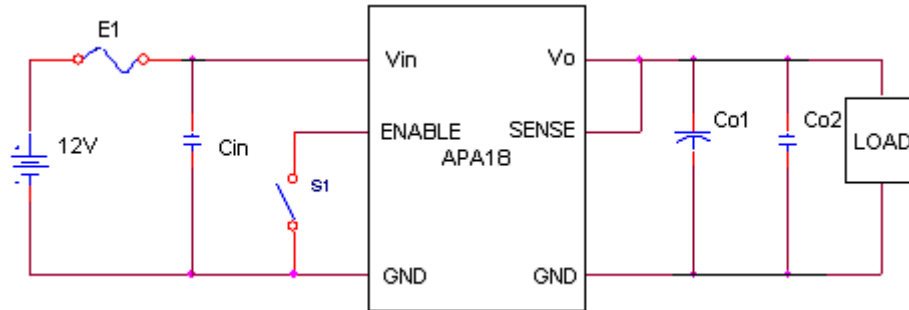 E1
12V
Cin
S1
Vin
ENABLE
GND
APA18
Vo
SENSE
GND
Co1
Co2
LOAD